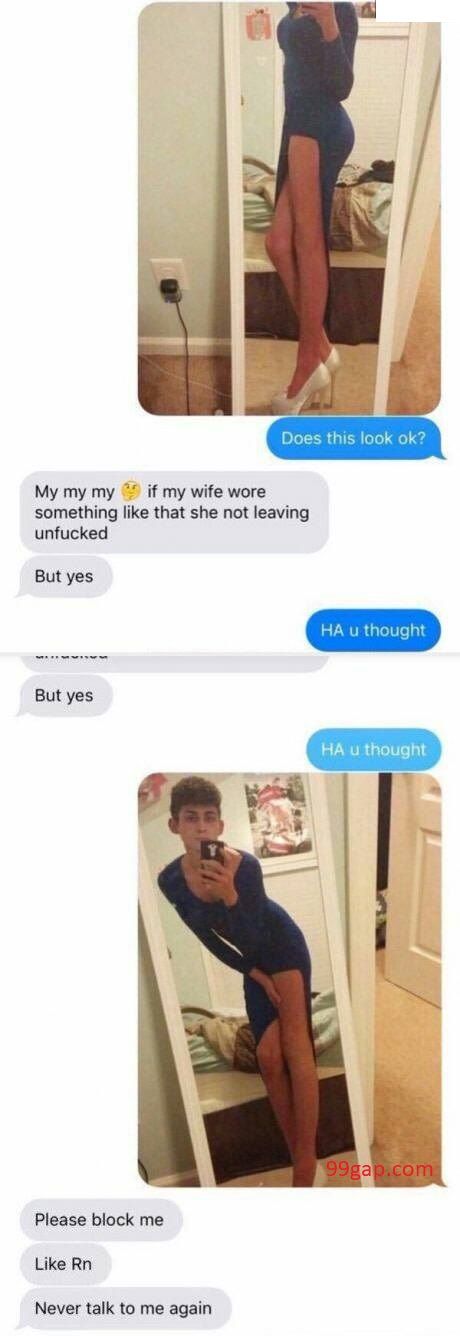 Does this look ok?
My my my 🤔 if my wife wore
something like that she not leaving
unfucked
But yes
HA u thought
unfucked
But yes
HA u thought
99gap.com
Please block me
Like Rn
Never talk to me again